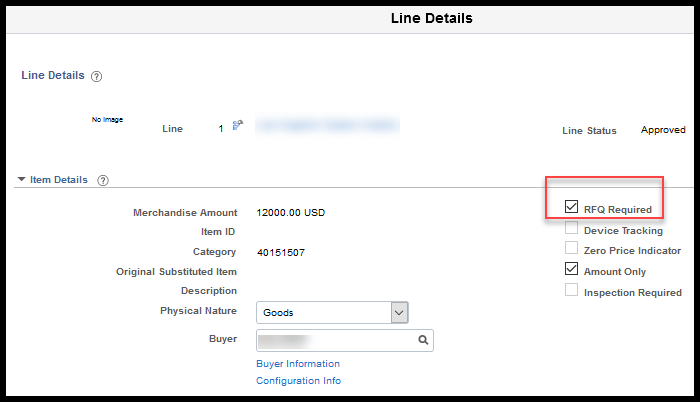 Line Details
Line Details ?
No Image
Line 1
Line Status Approved
Item Details ?
Merchandise Amount 12000.00 USD
RFQ Required
Item ID
Device Tracking
Category 40151507
Zero Price Indicator
Original Substituted Item
Amount Only
Description
Inspection Required
Physical Nature Goods
Buyer
Buyer Information
Configuration Info